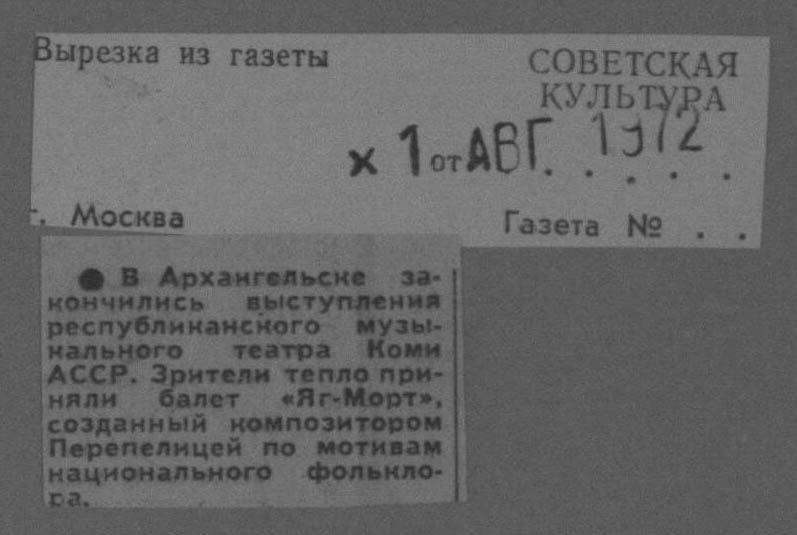 Вырезка из газеты
СОВЕТСКАЯ
КУЛЬТУРА
× 1 от АВГ. 1972 . . . . .
г. Москва
Газета № . .
● В Архангельске за-
кончились выступления
республиканского музы-
кального театра Коми
АССР. Зрители тепло при-
няли балет «Яг-Морт»,
созданный композитором
Перепелицей по мотивам
национального фолькло-
ра.